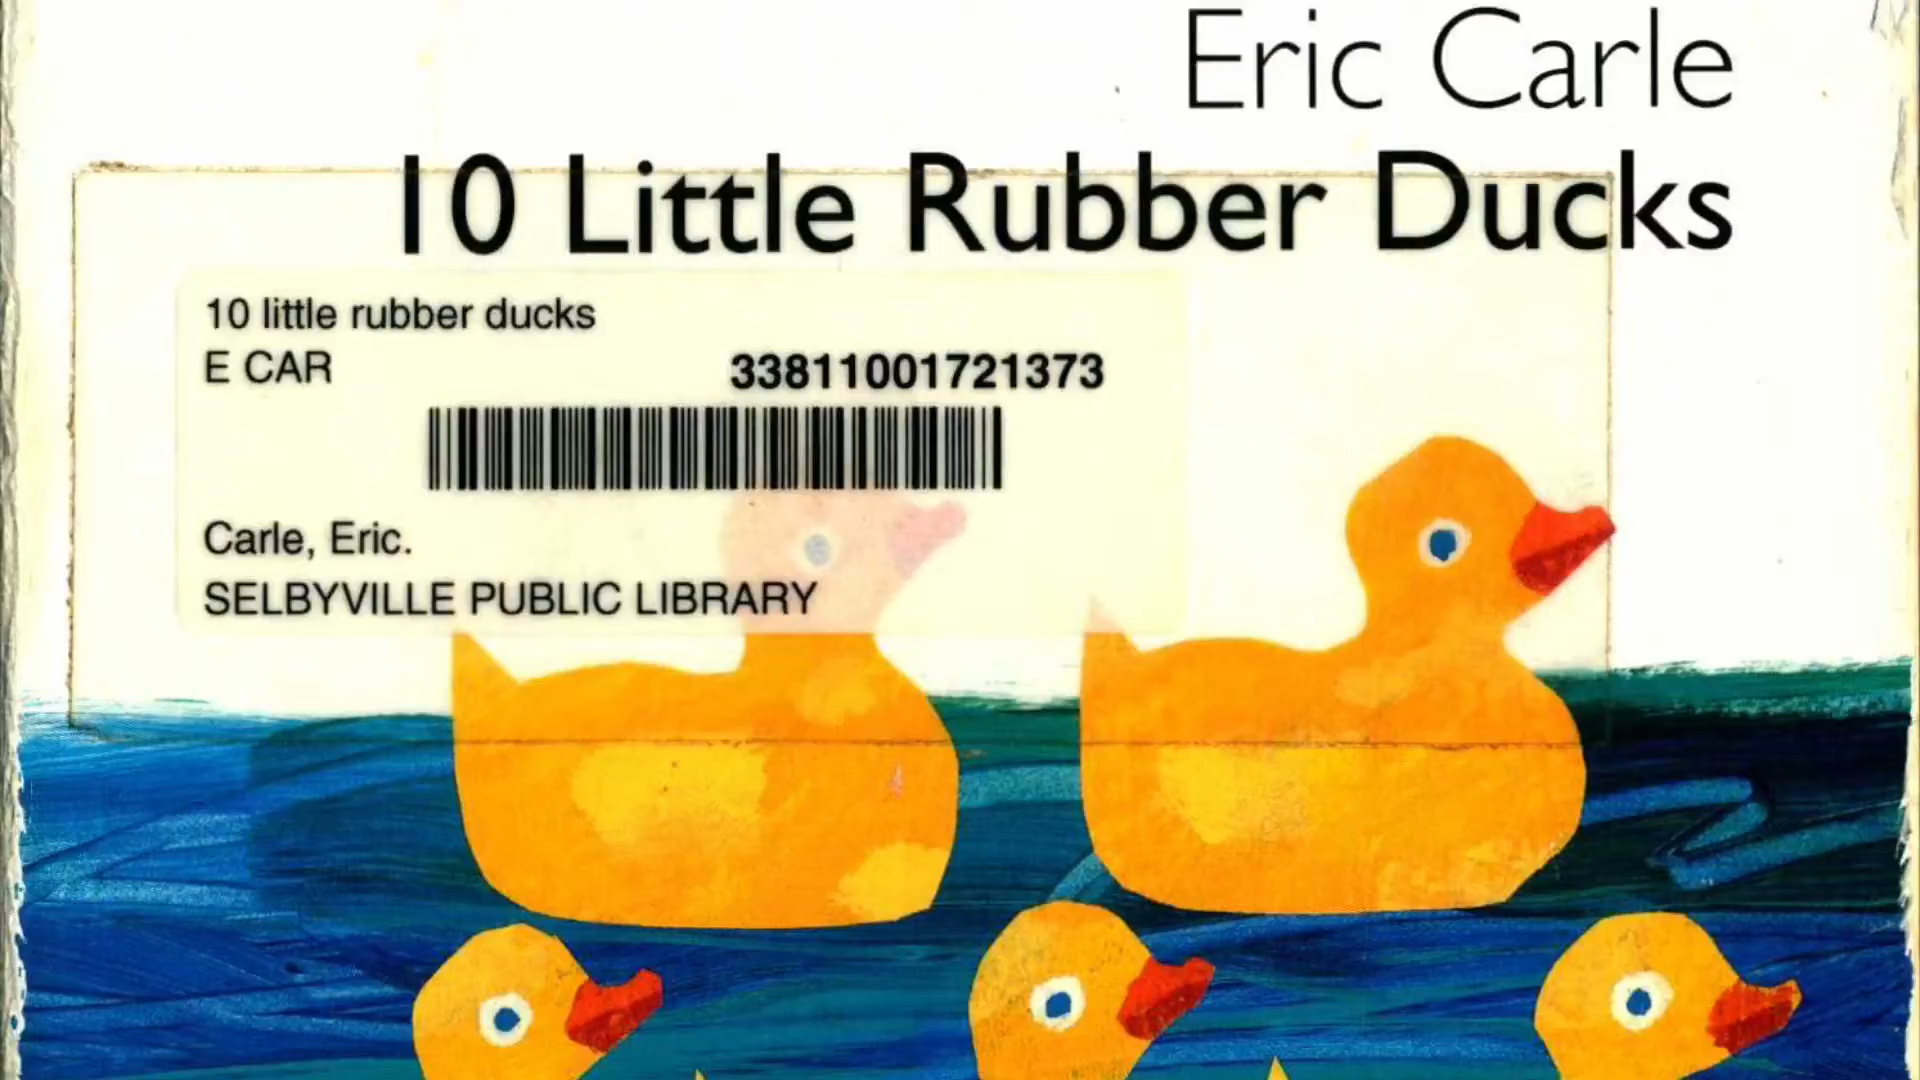 Eric Carle
10 Little Rubber Ducks
10 little rubber ducks
E CAR 33811001721373
Carle, Eric.
SELBYVILLE PUBLIC LIBRARY